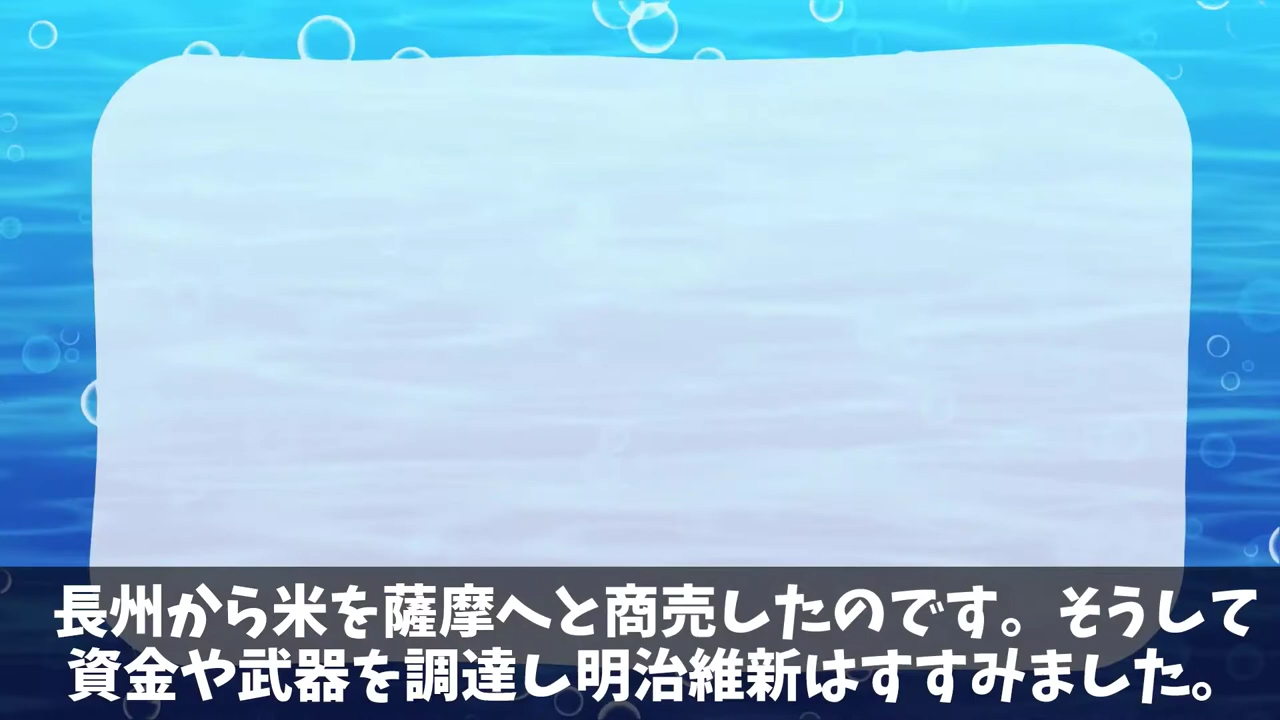 長州から米を薩摩へと商売したのです。そうして
資金や武器を調達し明治維新はすすみました。